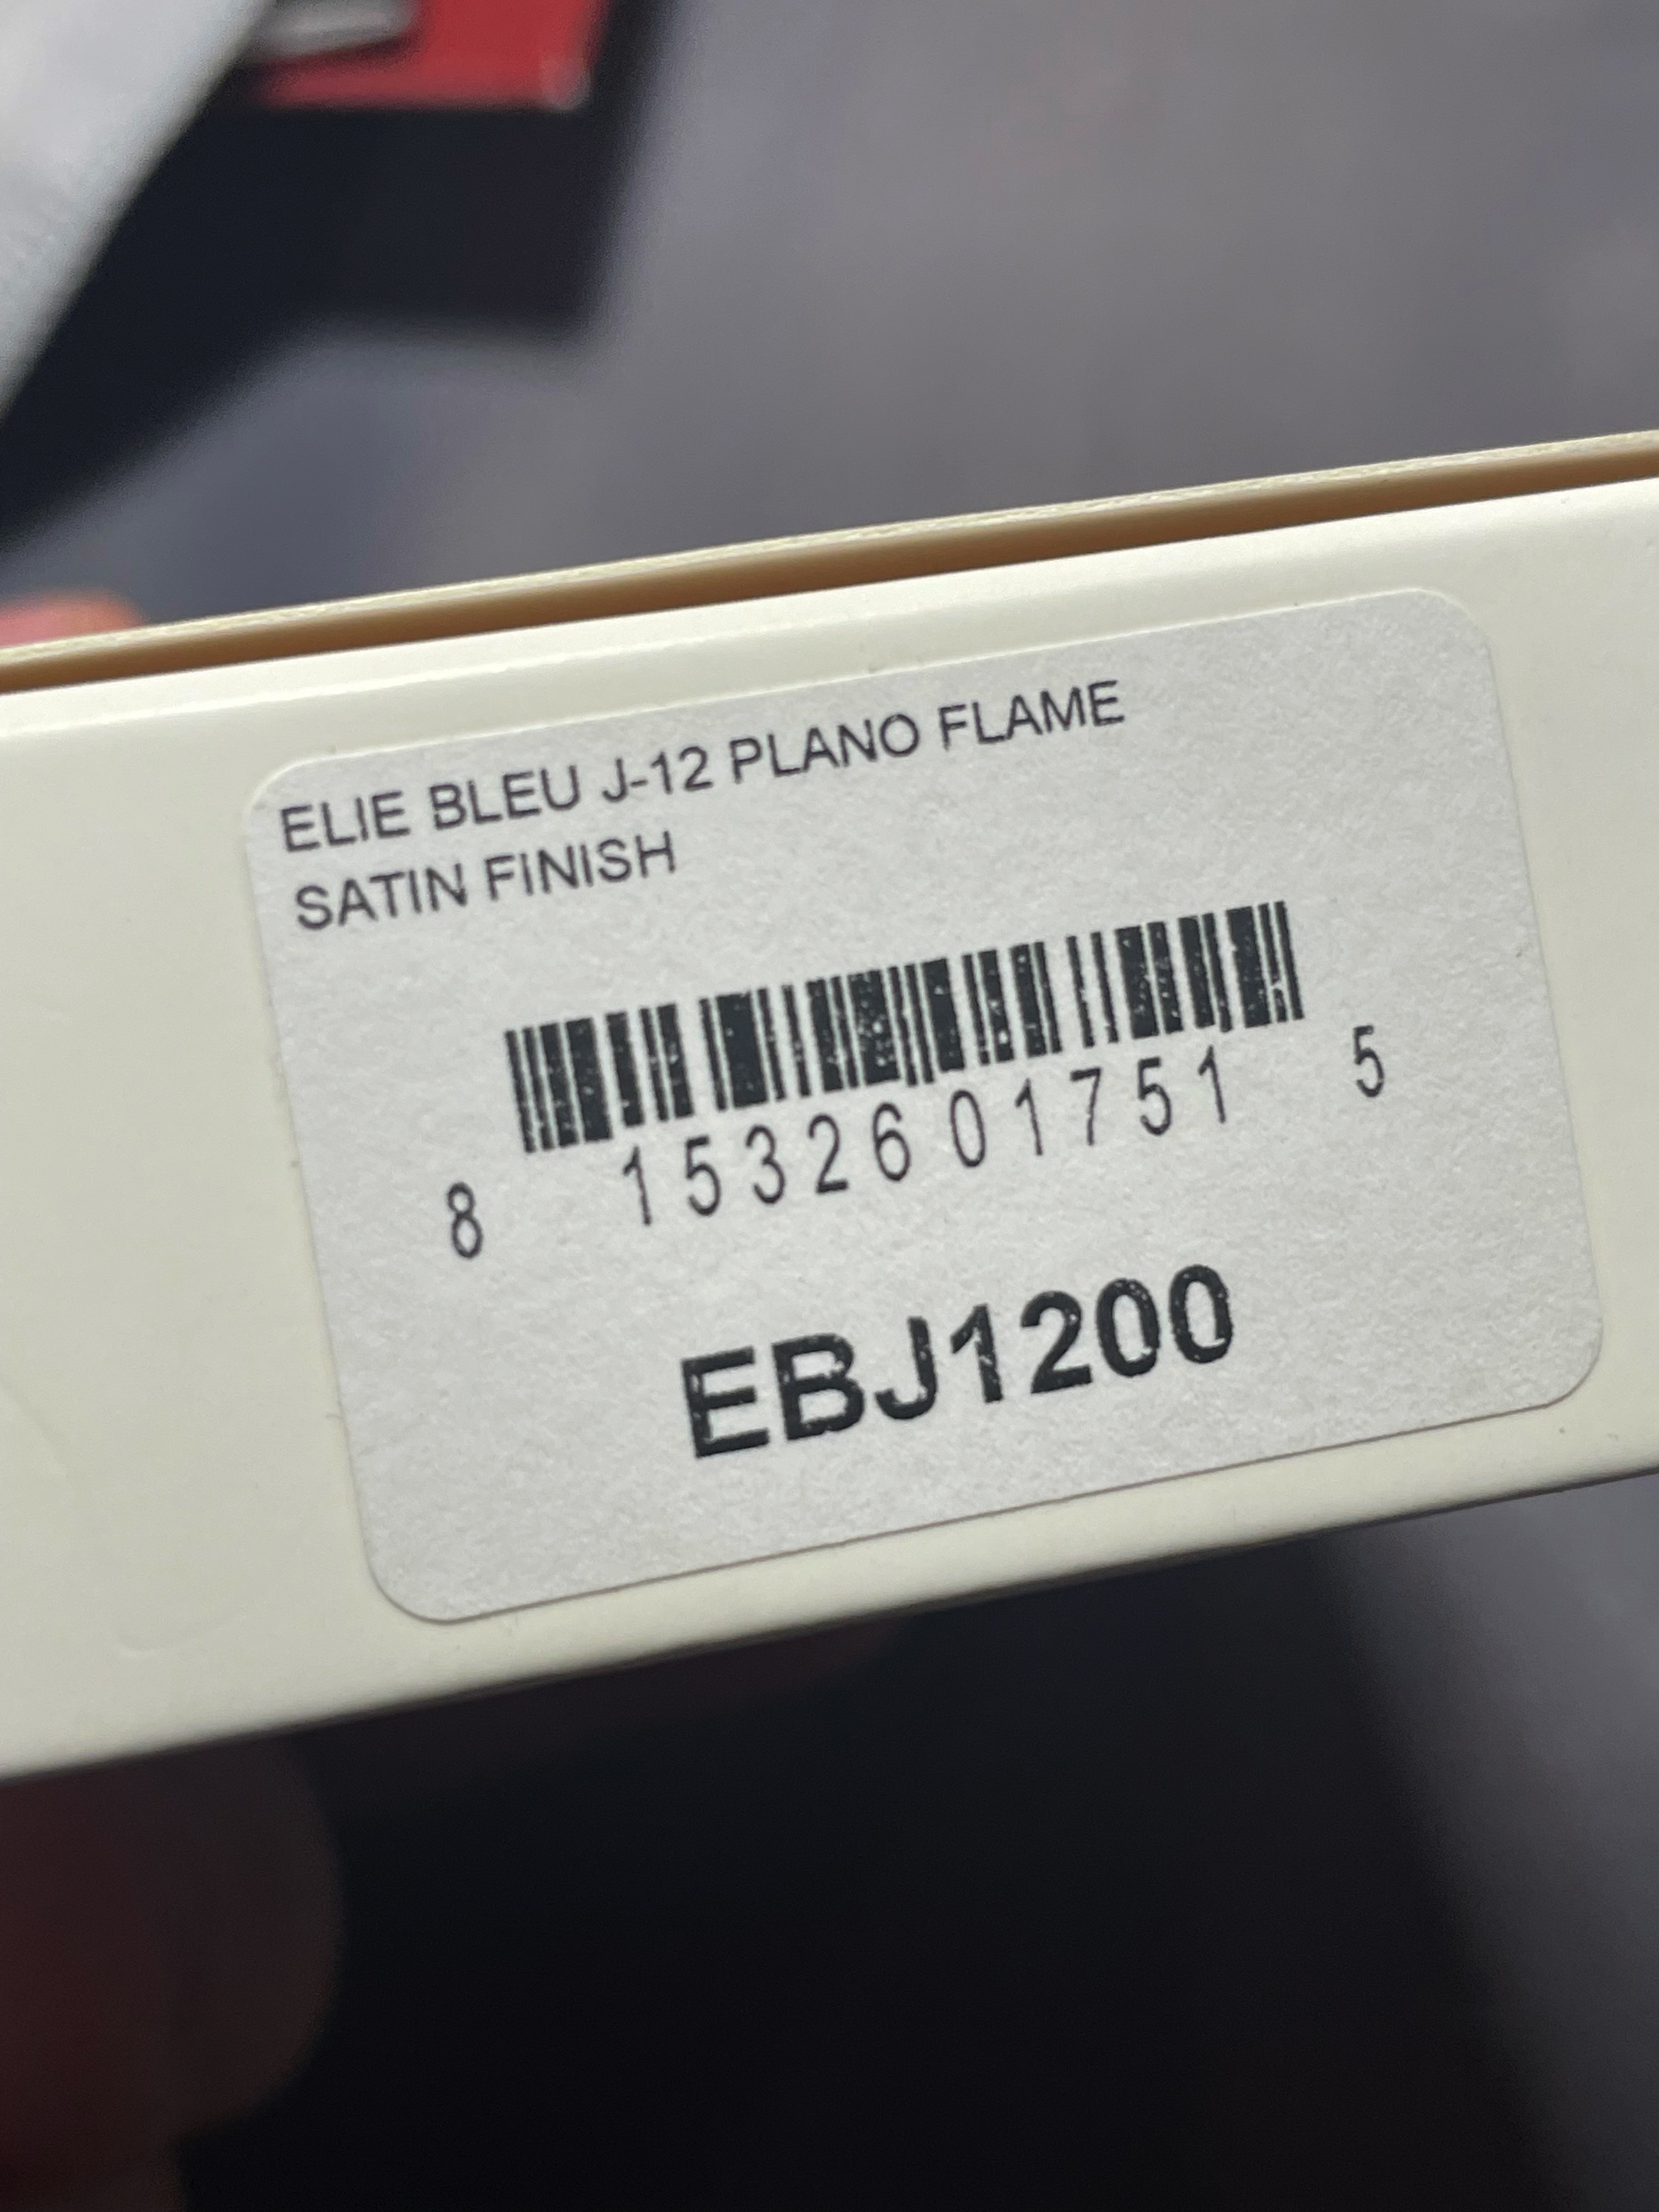 ELIE BLEU J-12 PLANO FLAME
SATIN FINISH
8 15326 01751 5
EBJ1200